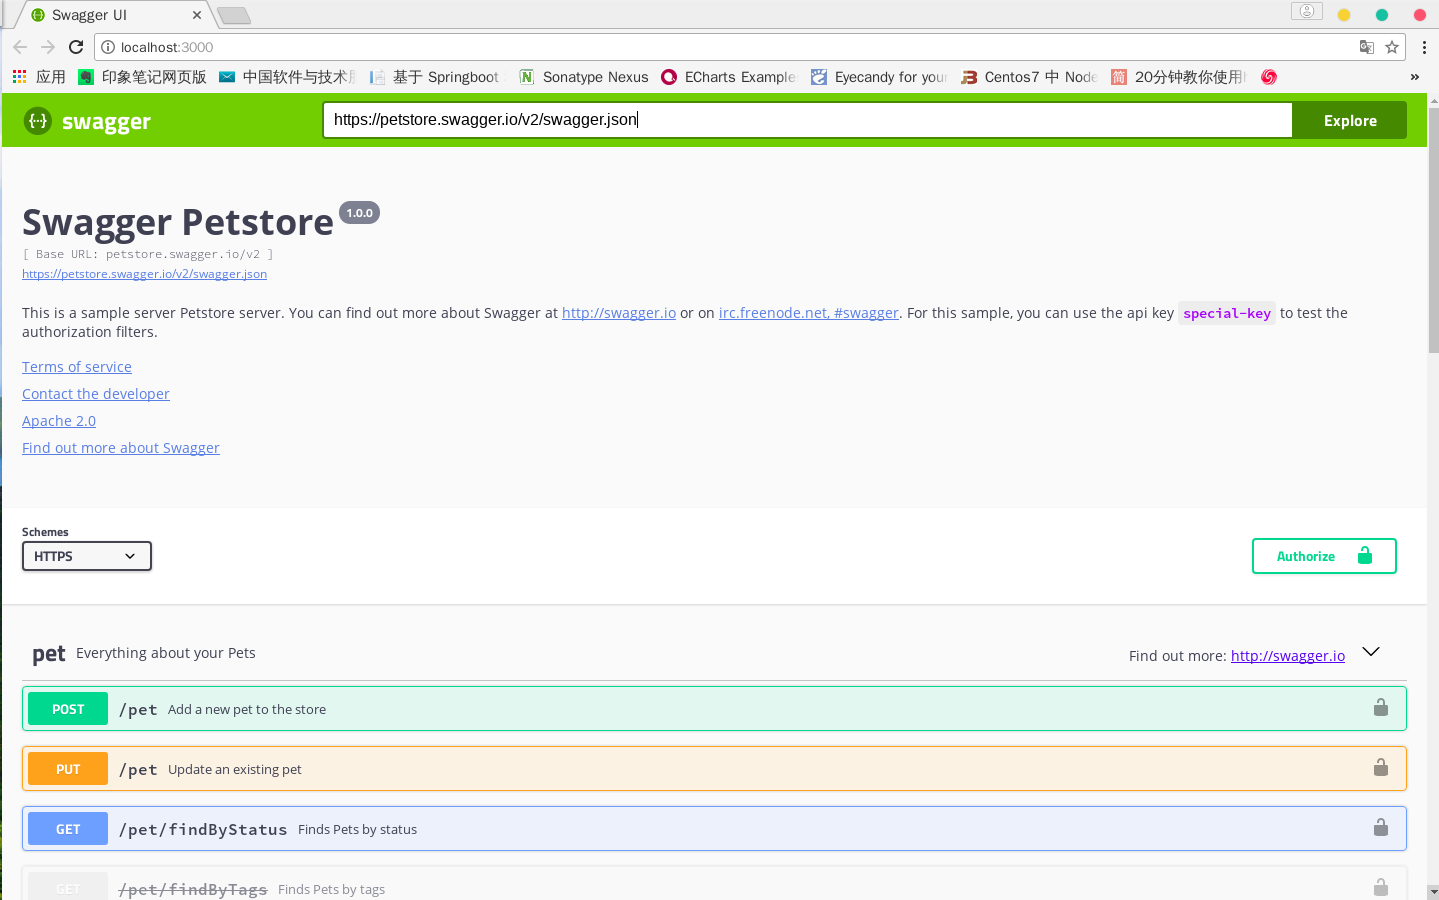 Swagger UI
localhost:3000
应用 印象笔记网页版 中国软件与技术 基于 Springboot Sonatype Nexus ECharts Example Eyecandy for your Centos7 中 Node 20分钟教你使用 »
swagger https://petstore.swagger.io/v2/swagger.json Explore
Swagger Petstore 1.0.0
[ Base URL: petstore.swagger.io/v2 ]
https://petstore.swagger.io/v2/swagger.json
This is a sample server Petstore server. You can find out more about Swagger at http://swagger.io or on irc.freenode.net, #swagger. For this sample, you can use the api key special-key to test the
authorization filters.
Terms of service
Contact the developer
Apache 2.0
Find out more about Swagger
Schemes
HTTPS Authorize
pet Everything about your Pets Find out more: http://swagger.io
POST /pet Add a new pet to the store
PUT /pet Update an existing pet
GET /pet/findByStatus Finds Pets by status
GET /pet/findByTags Finds Pets by tags